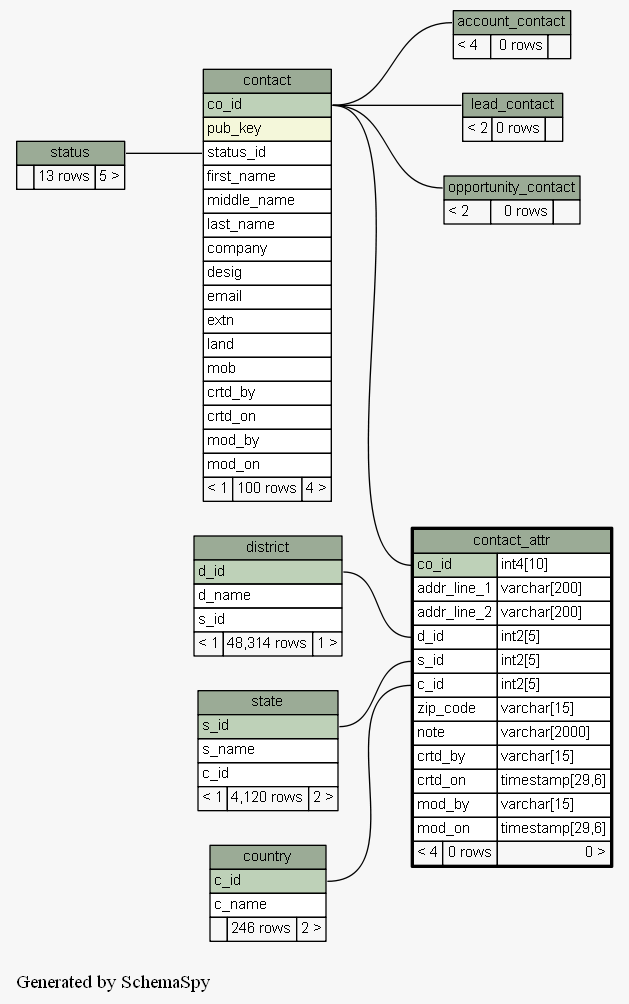 account_contact
< 4 0 rows
contact
co_id
pub_key
status_id
first_name
middle_name
last_name
company
desig
email
extn
land
mob
crtd_by
crtd_on
mod_by
mod_on
< 1 100 rows 4 >
lead_contact
< 2 0 rows
status
13 rows 5 >
opportunity_contact
< 2 0 rows
contact_attr
co_id int4[10]
addr_line_1 varchar[200]
addr_line_2 varchar[200]
d_id int2[5]
s_id int2[5]
c_id int2[5]
zip_code varchar[15]
note varchar[2000]
crtd_by varchar[15]
crtd_on timestamp[29,6]
mod_by varchar[15]
mod_on timestamp[29,6]
< 4 0 rows 0 >
district
d_id
d_name
s_id
< 1 48,314 rows 1 >
state
s_id
s_name
c_id
< 1 4,120 rows 2 >
country
c_id
c_name
246 rows 2 >
Generated by SchemaSpy